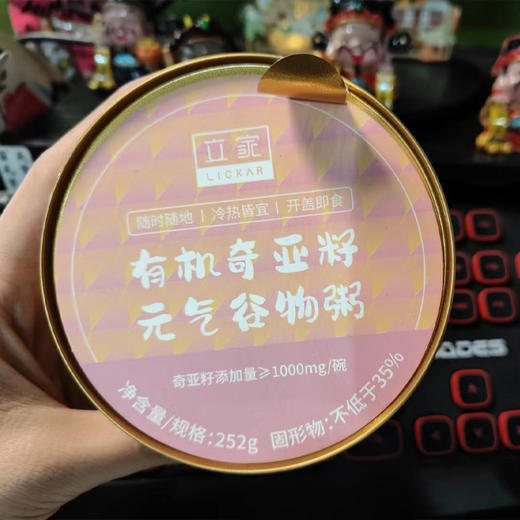 立家
LICKAR
随时随地 | 冷热皆宜 | 开盖即食
有机奇亚籽
元气谷物粥
奇亚籽添加量≥1000mg/碗
净含量/规格:252g 固形物:不低于35%
ADES